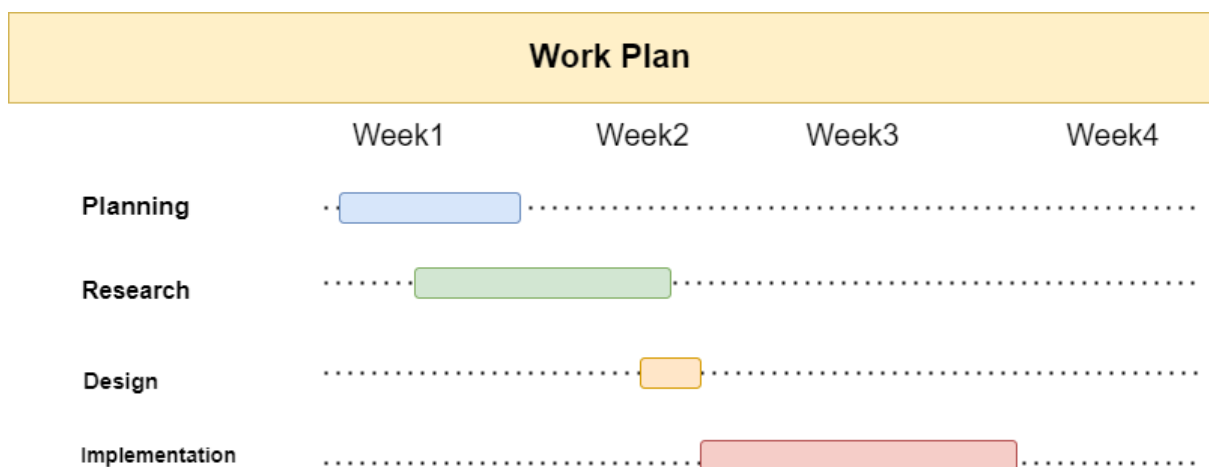 Work Plan
Week1 Week2 Week3 Week4
Planning
Research
Design
Implementation